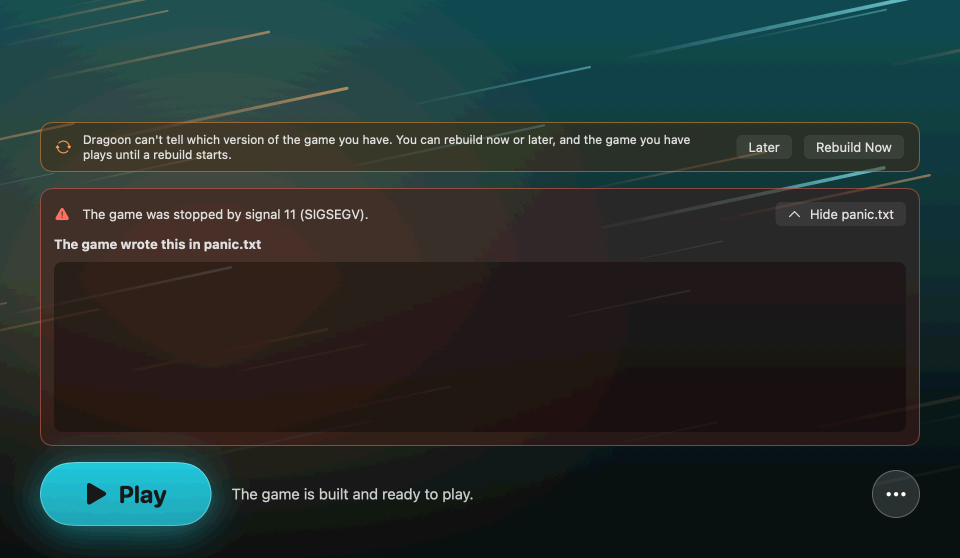 Dragoon can't tell which version of the game you have. You can rebuild now or later, and the game you have
plays until a rebuild starts.
Later
Rebuild Now
The game was stopped by signal 11 (SIGSEGV).
Hide panic.txt
The game wrote this in panic.txt
Play
The game is built and ready to play.